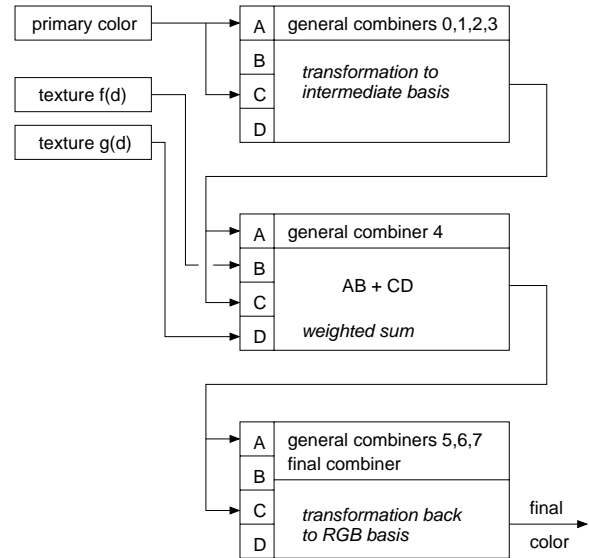 primary color
A
general combiners 0,1,2,3
B
transformation to
texture f(d)
C
intermediate basis
D
texture g(d)
A
general combiner 4
B
AB + CD
C
D
weighted sum
A
general combiners 5,6,7
B
final combiner
C
transformation back
final
D
to RGB basis
color